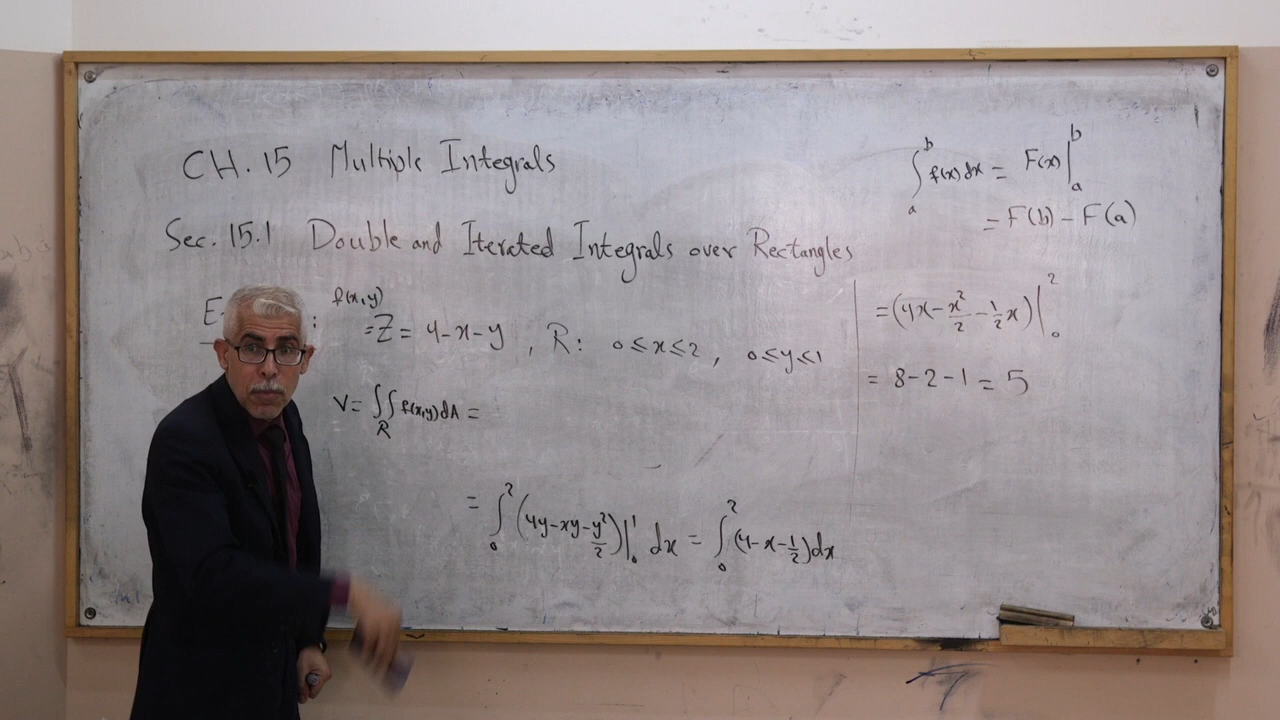 CH. 15 Multiple Integrals
∫_a^b f(x) dx = F(x)|_a^b
= F(b) - F(a)
Sec. 15.1 Double and Iterated Integrals over Rectangles
f(x,y)
: =Z = 4-x-y , R: 0≤x≤2, 0≤y≤1
V= ∬_R f(x,y)dA =
= ∫_0^2 (4y-xy-y²/2)|_0^1 dx = ∫_0^2 (4-x-1/2)dx
=(4x-x²/2-1/2x)|_0^2
= 8-2-1 = 5